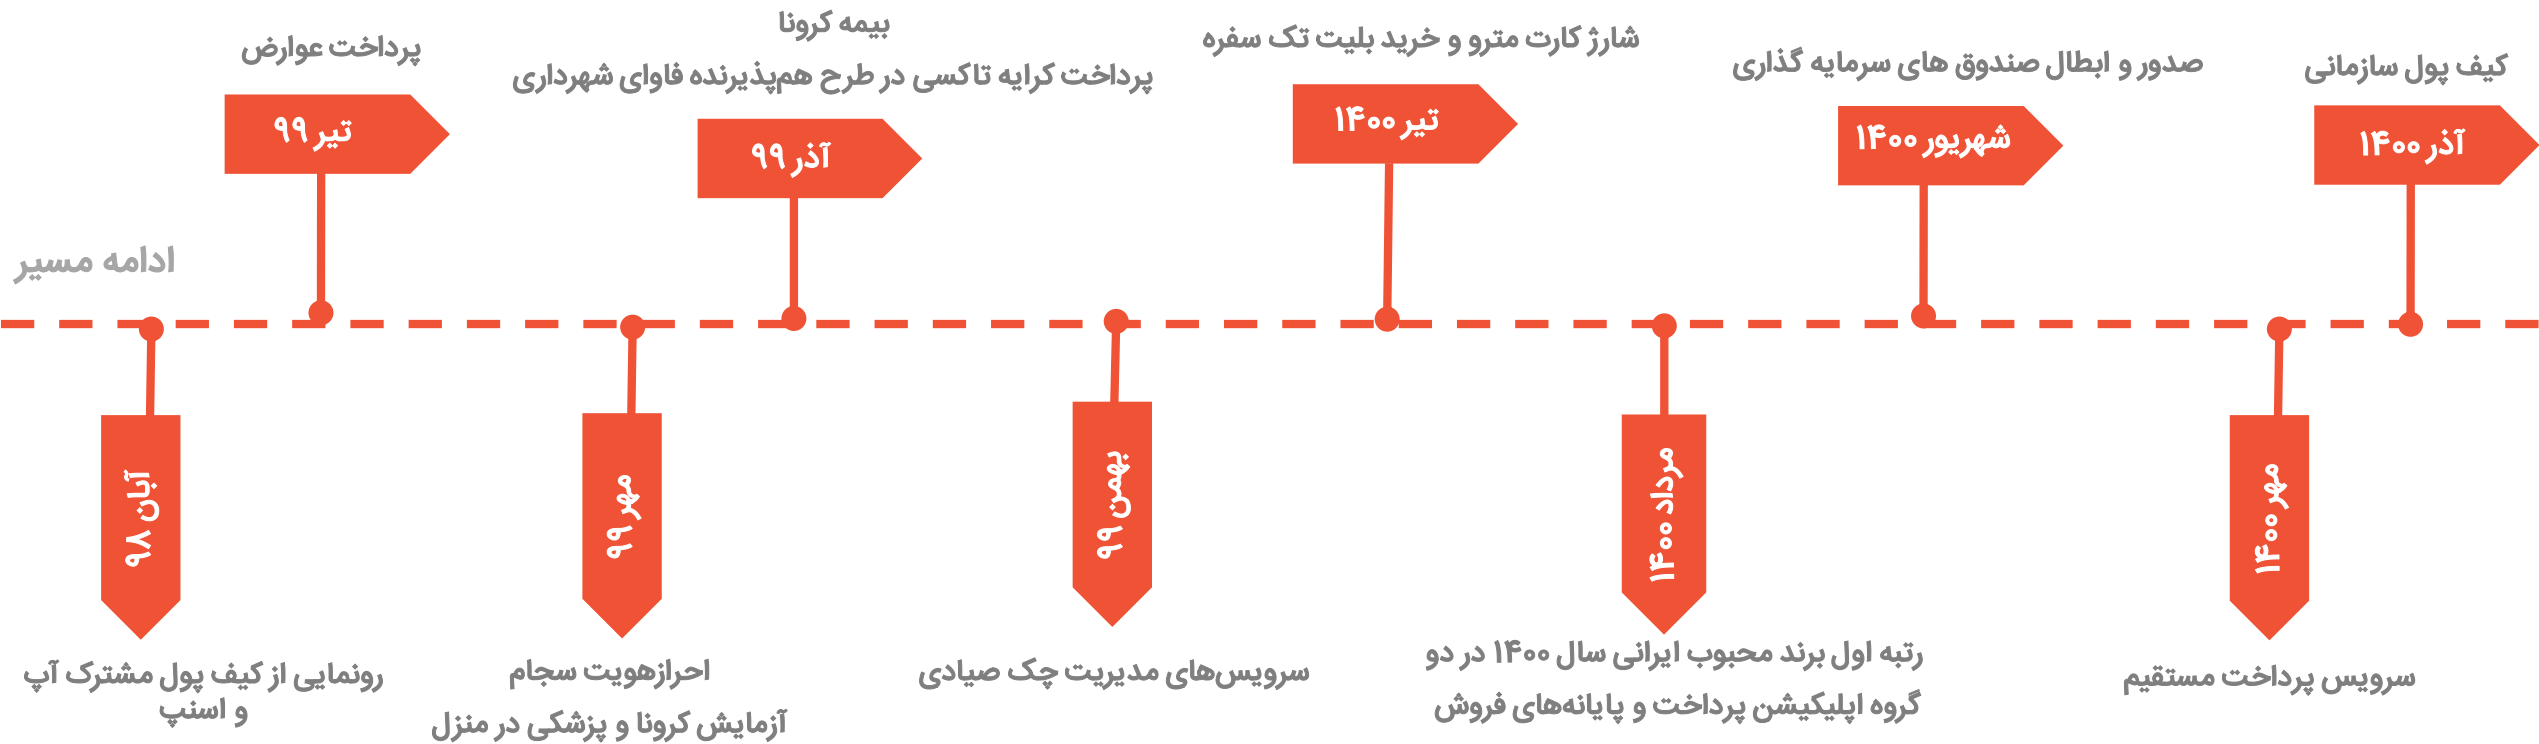 ادامه مسیر
آبان ۹۸
رونمایی از کیف پول مشترک آپ
و اسنپ
پرداخت عوارض
تیر ۹۹
مهر ۹۹
احرازهویت سجام
آزمایش کرونا و پزشکی در منزل
بیمه کرونا
پرداخت کرایه تاکسی در طرح هم‌پذیرنده فاوای شهرداری
آذر ۹۹
بهمن ۹۹
سرویس‌های مدیریت چک صیادی
شارژ کارت مترو و خرید بلیت تک سفره
تیر ۱۴۰۰
مرداد ۱۴۰۰
رتبه اول برند محبوب ایرانی سال ۱۴۰۰ در دو
گروه اپلیکیشن پرداخت و پایانه‌های فروش
صدور و ابطال صندوق های سرمایه گذاری
شهریور ۱۴۰۰
مهر ۱۴۰۰
سرویس پرداخت مستقیم
کیف پول سازمانی
آذر ۱۴۰۰